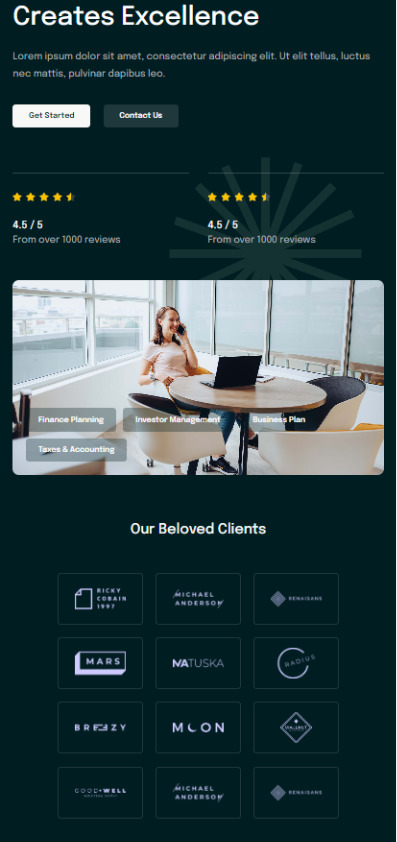 Creates Excellence
Lorem ipsum dolor sit amet, consectetur adipiscing elit. Ut elit tellus, luctus
nec mattis, pulvinar dapibus leo.
Get Started
Contact Us
4.5 / 5
From over 1000 reviews
4.5 / 5
From over 1000 reviews
Finance Planning
Investor Management
Business Plan
Taxes & Accounting
Our Beloved Clients
RICKY
COBAIN
1997
MICHAEL
ANDERSON
RENAISANS
MARS
MATUSKA
RADIUS
BREEZY
MOON
GOOD WELL
MICHAEL
ANDERSON
RENAISANS